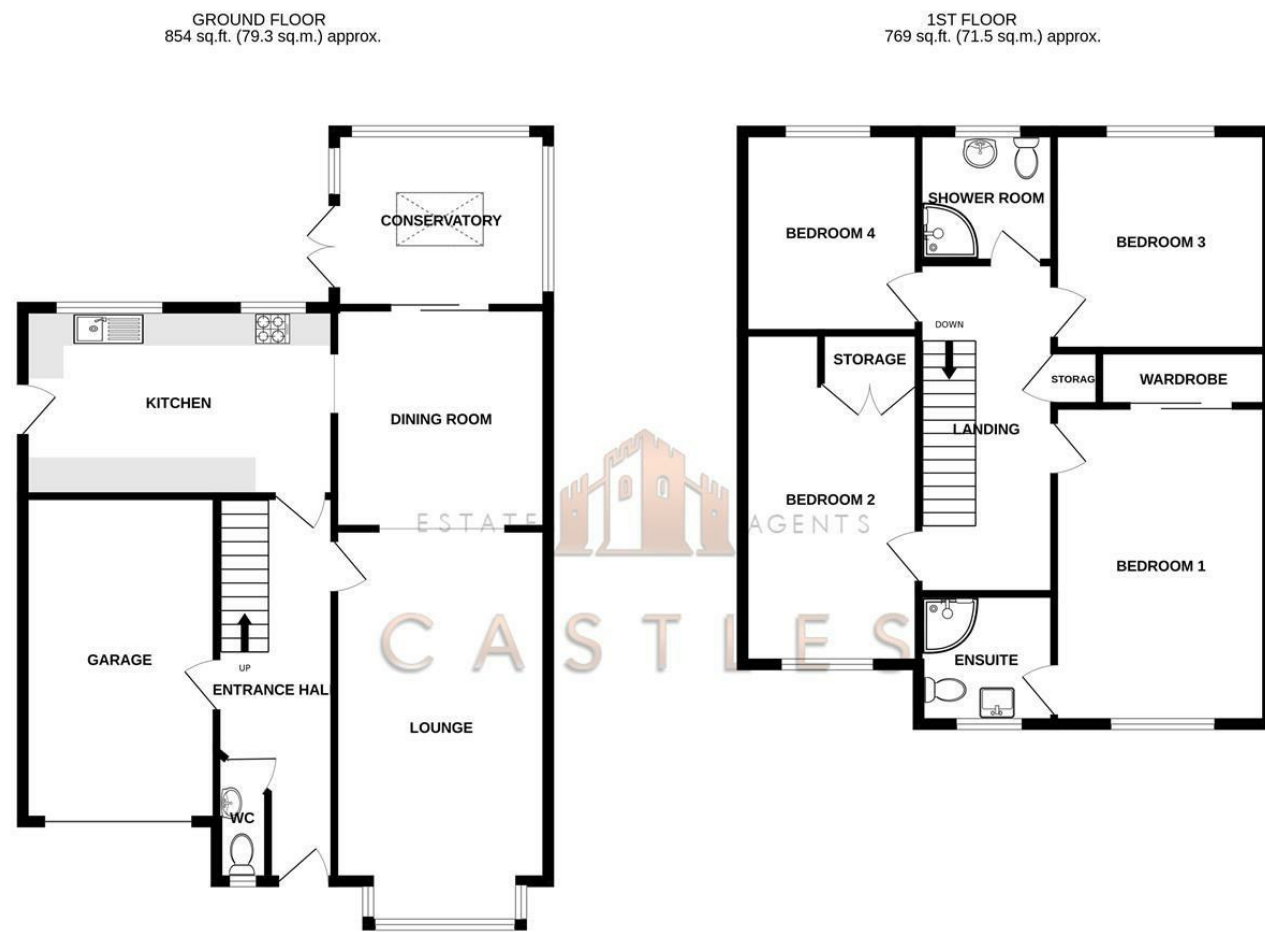 GROUND FLOOR
854 sq.ft. (79.3 sq.m.) approx.
1ST FLOOR
769 sq.ft. (71.5 sq.m.) approx.
CONSERVATORY
KITCHEN
DINING ROOM
GARAGE
UP
ENTRANCE HAL
LOUNGE
WC
SHOWER ROOM
BEDROOM 4
BEDROOM 3
DOWN
STORAGE
STORAG
WARDROBE
LANDING
BEDROOM 2
BEDROOM 1
ENSUITE
ESTATE AGENTS
CASTLES